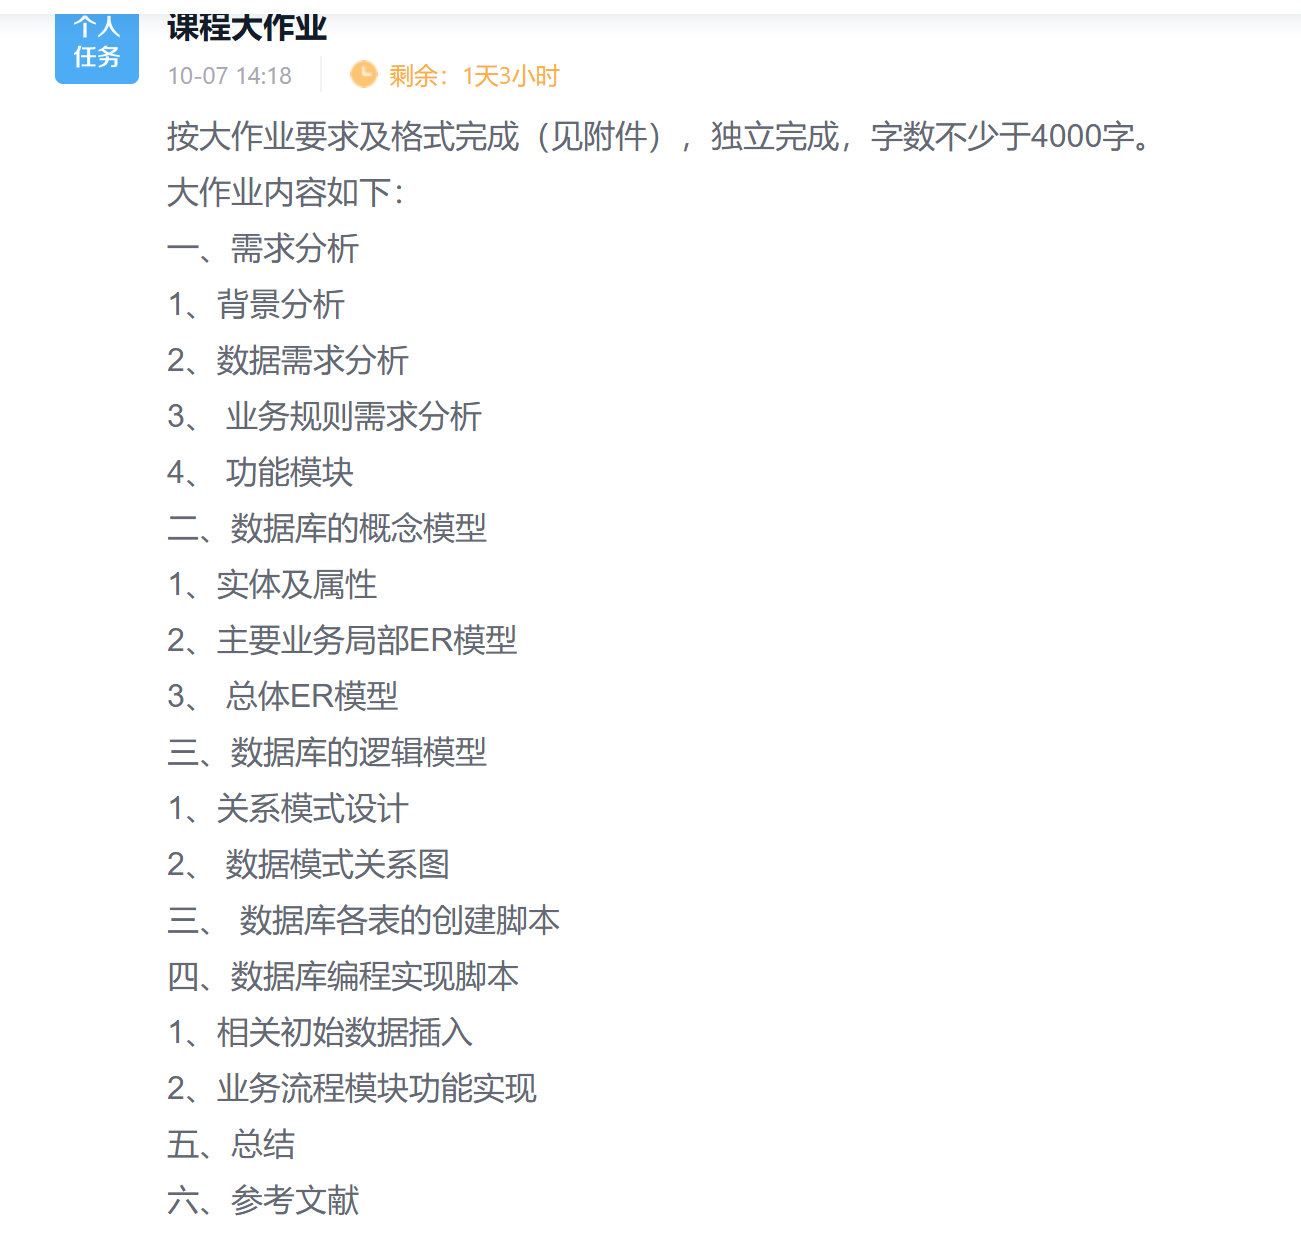 个人
任务
课程大作业
10-07 14:18 剩余：1天3小时
按大作业要求及格式完成（见附件），独立完成，字数不少于4000字。
大作业内容如下：
一、需求分析
1、背景分析
2、数据需求分析
3、 业务规则需求分析
4、 功能模块
二、数据库的概念模型
1、实体及属性
2、主要业务局部ER模型
3、 总体ER模型
三、数据库的逻辑模型
1、关系模式设计
2、 数据模式关系图
三、 数据库各表的创建脚本
四、数据库编程实现脚本
1、相关初始数据插入
2、业务流程模块功能实现
五、总结
六、参考文献